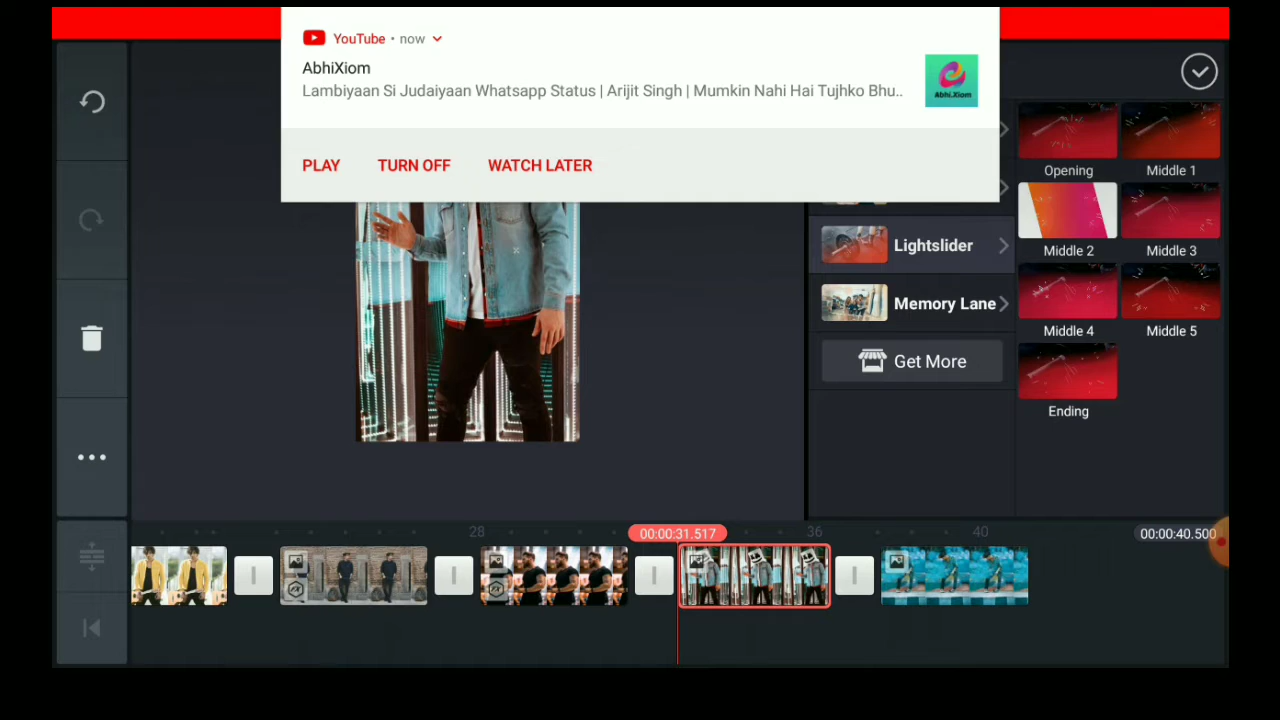 YouTube • now
AbhiXiom
Lambiyaan Si Judaiyaan Whatsapp Status | Arijit Singh | Mumkin Nahi Hai Tujhko Bhu..
Abhi.Xiom
PLAY TURN OFF WATCH LATER
Opening Middle 1
Middle 2 Middle 3
Lightslider
Memory Lane
Middle 4 Middle 5
Get More
Ending
28 00:00:31.517 36 40 00:00:40.500